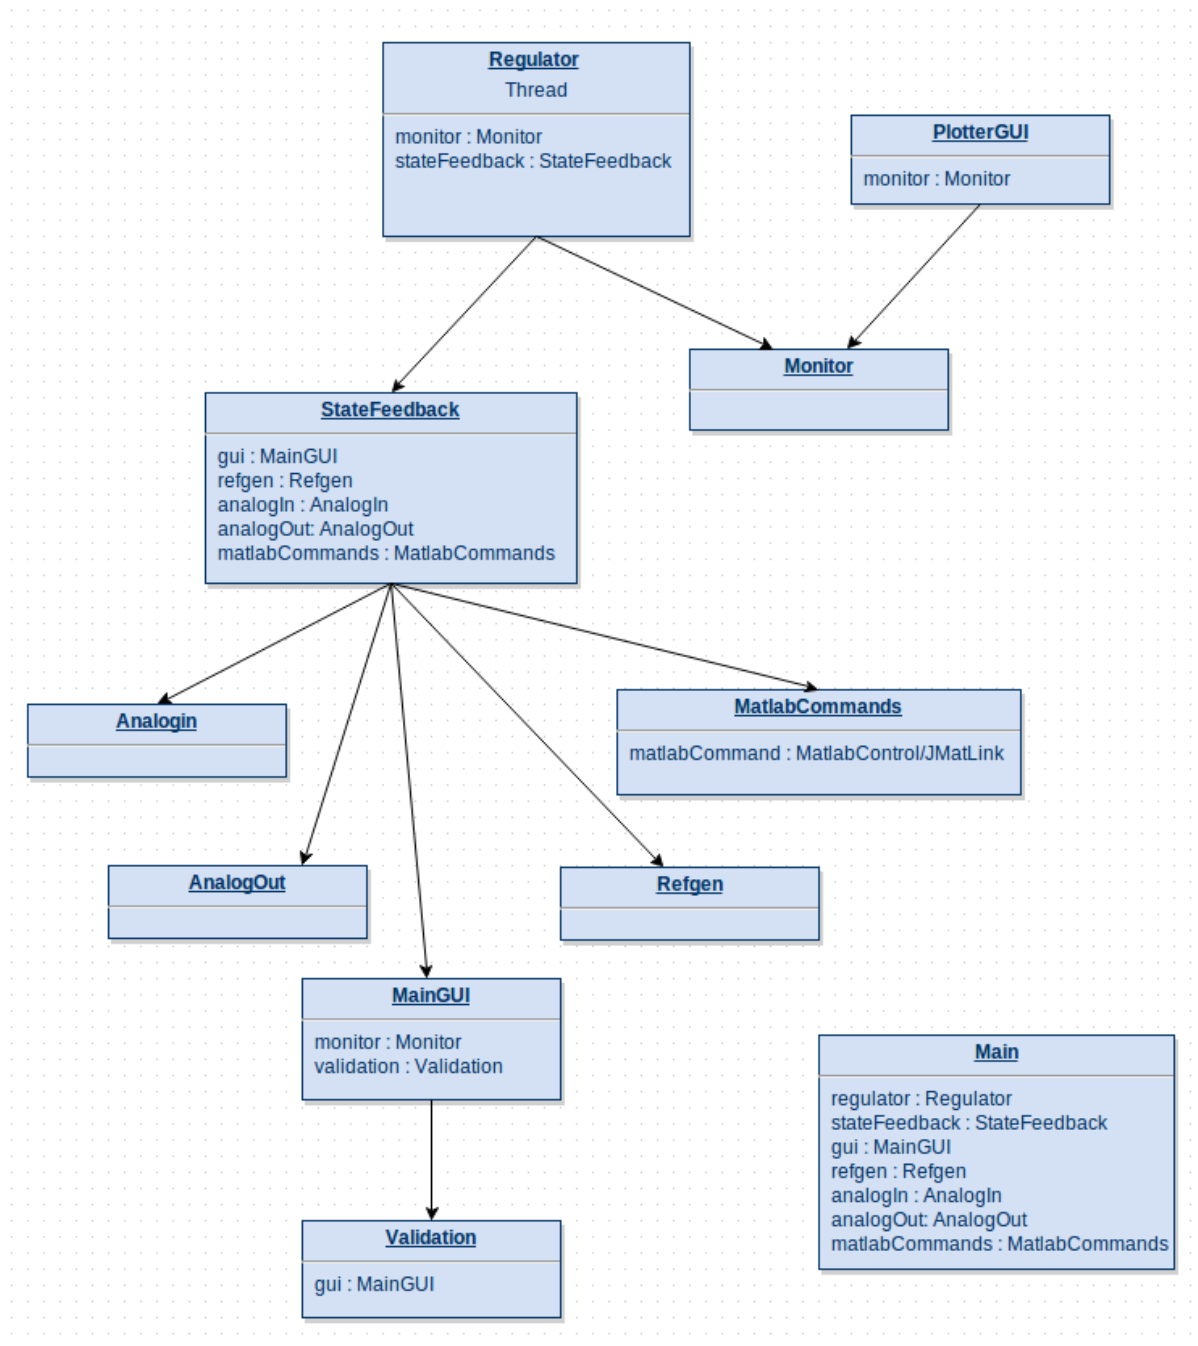 Regulator
Thread
monitor : Monitor
stateFeedback : StateFeedback
PlotterGUI
monitor : Monitor
Monitor
StateFeedback
gui : MainGUI
refgen : Refgen
analogIn : AnalogIn
analogOut: AnalogOut
matlabCommands : MatlabCommands
Analogin
MatlabCommands
matlabCommand : MatlabControl/JMatLink
AnalogOut
Refgen
MainGUI
monitor : Monitor
validation : Validation
Main
regulator : Regulator
stateFeedback : StateFeedback
gui : MainGUI
refgen : Refgen
analogIn : AnalogIn
analogOut: AnalogOut
matlabCommands : MatlabCommands
Validation
gui : MainGUI